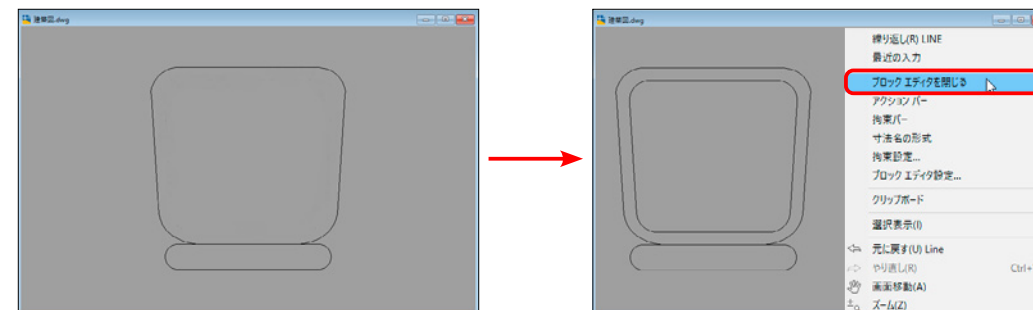 建築図.dwg
建築図.dwg
繰り返し(R) LINE
最近の入力
ブロック エディタを閉じる
アクション バー
拘束バー
寸法名の形式
拘束設定...
ブロック エディタ設定...
クリップボード
選択表示(I)
元に戻す(U) Line
やり直し(R) Ctrl+
画面移動(A)
ズーム(Z)